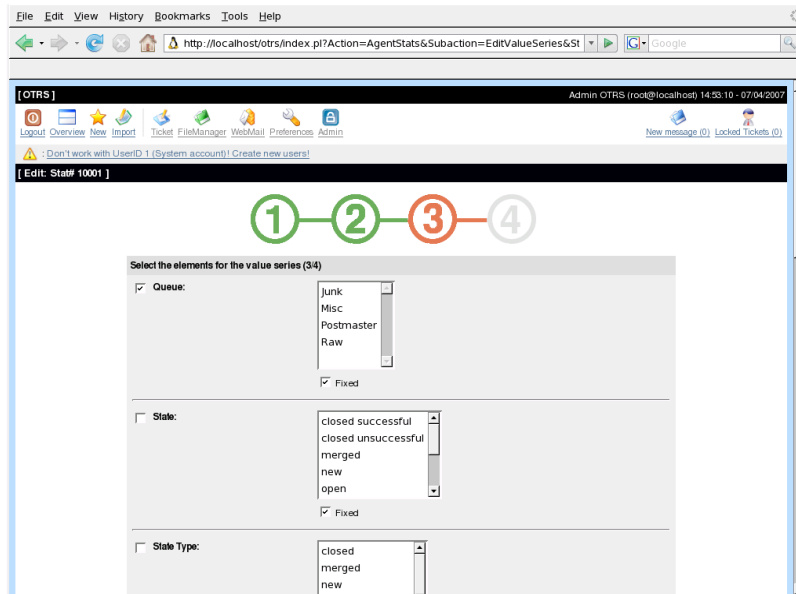 File Edit View History Bookmarks Tools Help
http://localhost/otrs/index.pl?Action=AgentStats&Subaction=EditValueSeries&St G Google
[ OTRS ] Admin OTRS (root@localhost) 14:53:10 - 07/04/2007
Logout Overview New Import Ticket FileManager WebMail Preferences Admin New message (0) Locked Tickets (0)
: Don't work with UserID 1 (System account)! Create new users!
[ Edit: Stat# 10001 ]
1 2 3 4
Select the elements for the value series (3/4)
Queue:
Junk
Misc
Postmaster
Raw
Fixed
State:
closed successful
closed unsuccessful
merged
new
open
Fixed
State Type:
closed
merged
new